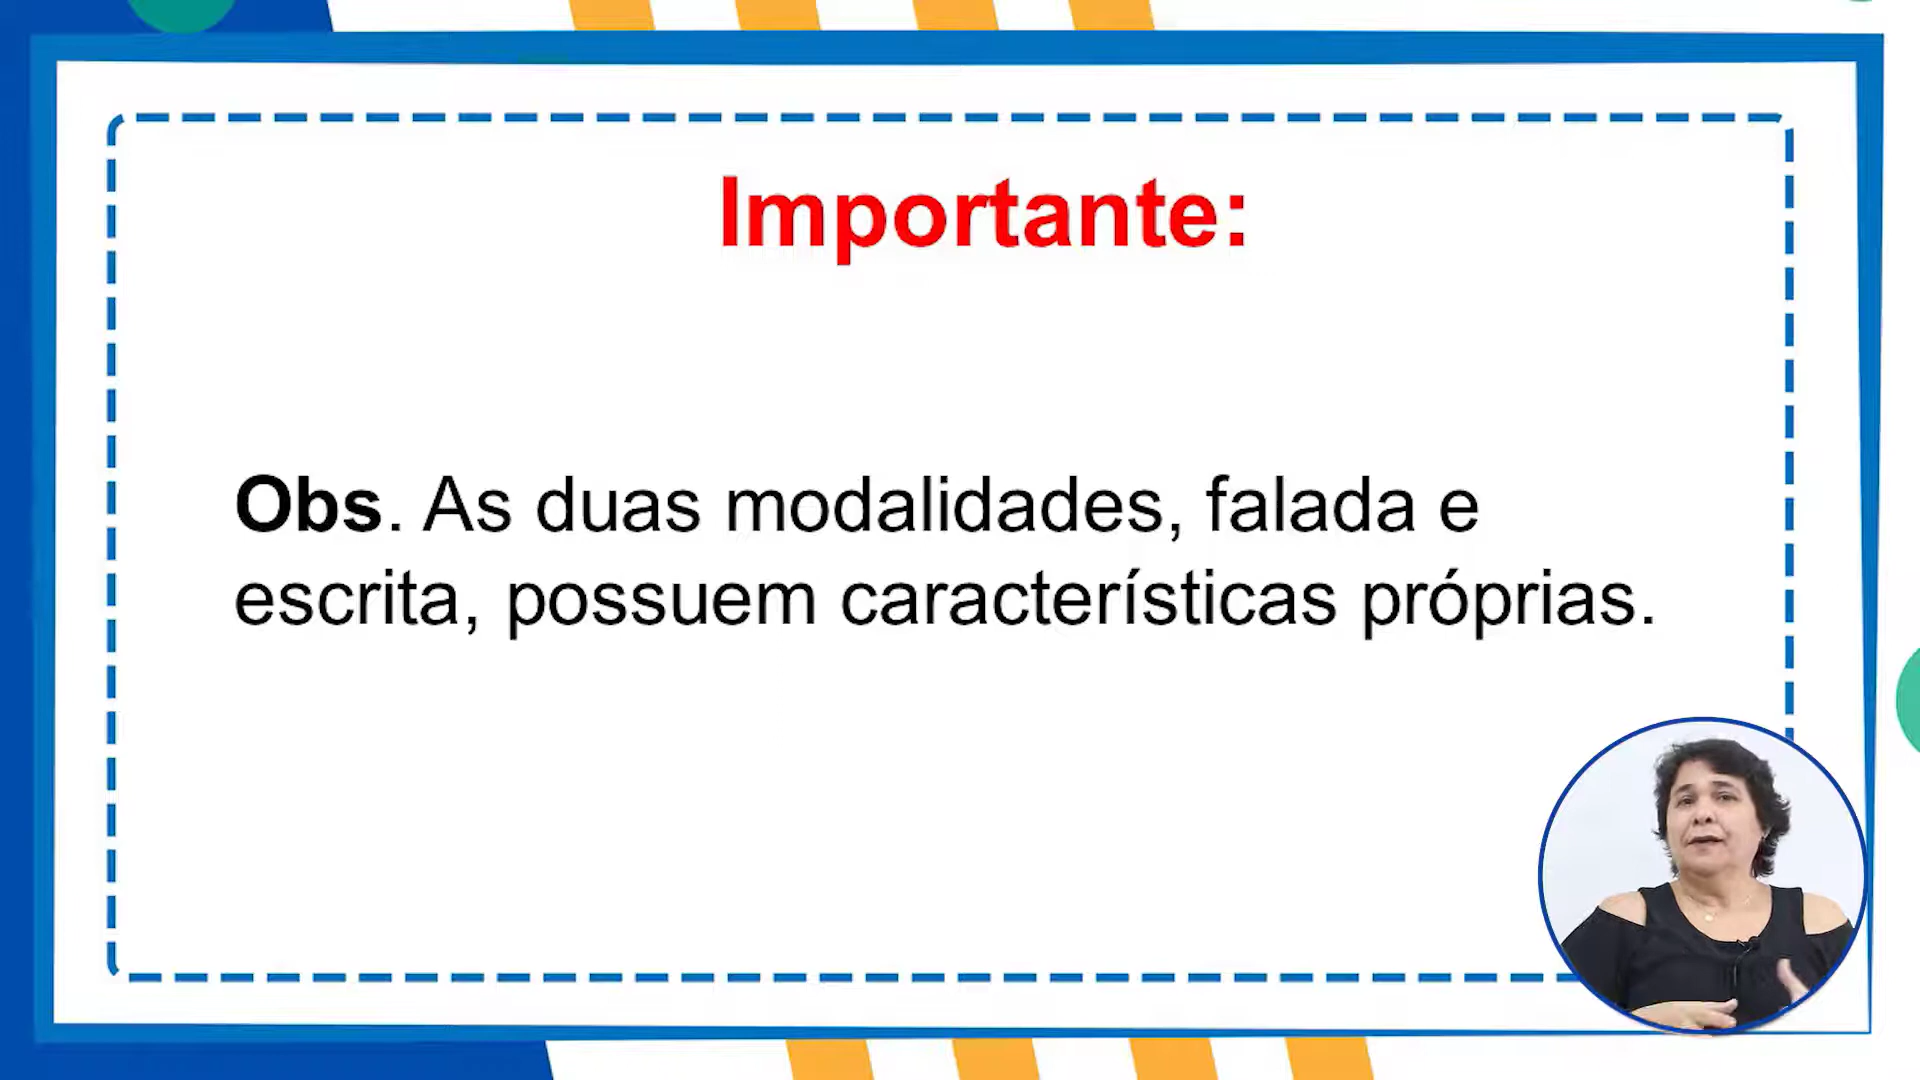 Importante:
Obs. As duas modalidades, falada e
escrita, possuem características próprias.